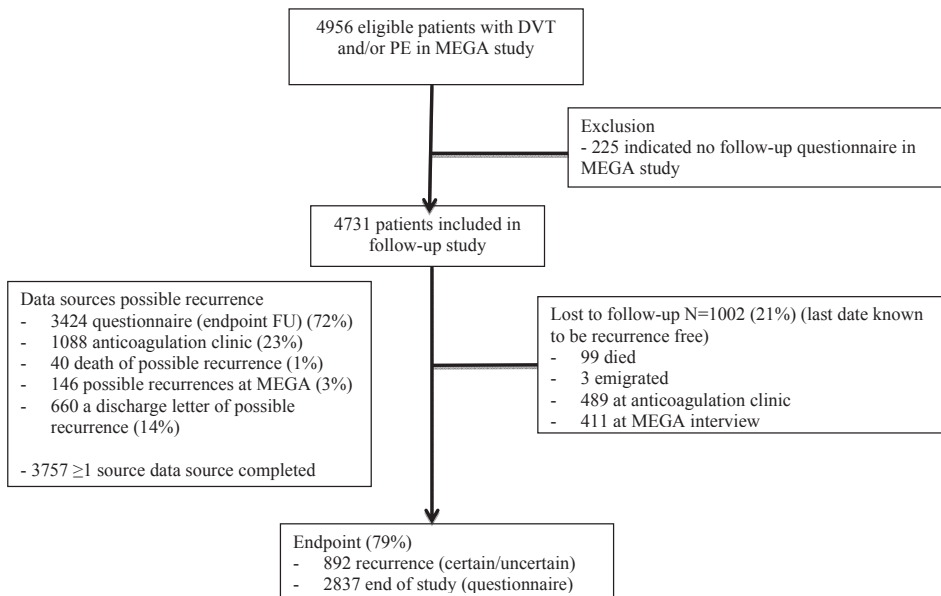 4956 eligible patients with DVT
and/or PE in MEGA study
Exclusion
- 225 indicated no follow-up questionnaire in
MEGA study
4731 patients included in
follow-up study
Data sources possible recurrence
- 3424 questionnaire (endpoint FU) (72%)
- 1088 anticoagulation clinic (23%)
- 40 death of possible recurrence (1%)
- 146 possible recurrences at MEGA (3%)
- 660 a discharge letter of possible
recurrence (14%)
- 3757 ≥1 source data source completed
Lost to follow-up N=1002 (21%) (last date known
to be recurrence free)
- 99 died
- 3 emigrated
- 489 at anticoagulation clinic
- 411 at MEGA interview
Endpoint (79%)
- 892 recurrence (certain/uncertain)
- 2837 end of study (questionnaire)